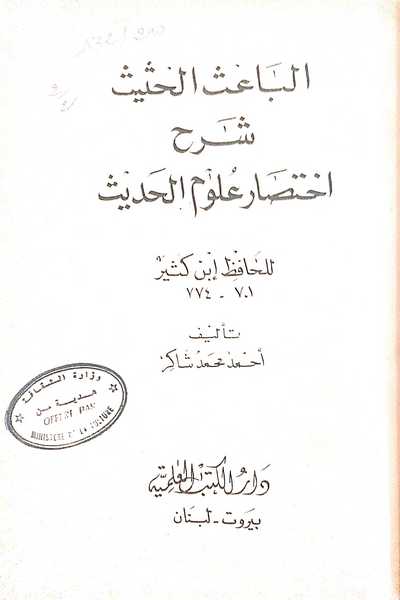 الباعث الحثيث
شرح
اختصار علوم الحديث
للحافظ ابن كثير
٧٠١ - ٧٧٤
تأليف
أحمد محمد شاكر
وزارة الثقافة
هدية من
OFFERT PAR
MINISTERE DE LA CULTURE
دار الكتب العلمية
بيروت - لبنان